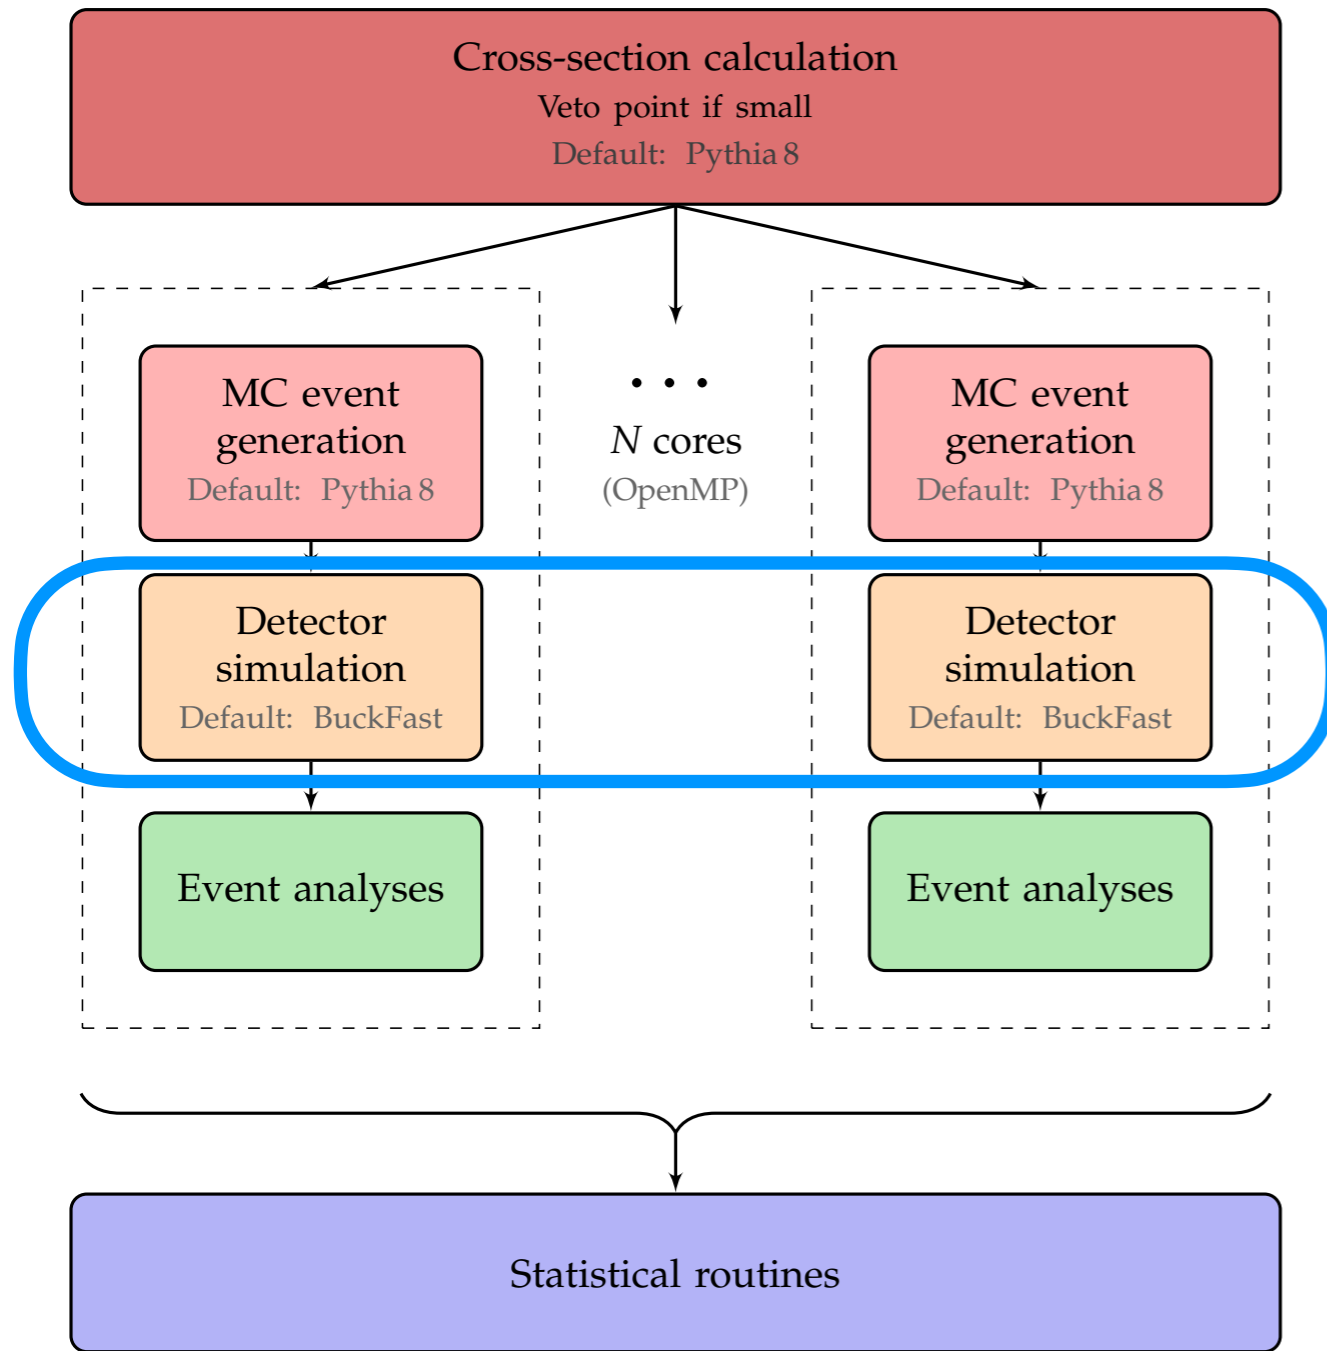 Cross-section calculation
Veto point if small
Default: Pythia 8
MC event
generation
Default: Pythia 8
• • •
N cores
(OpenMP)
MC event
generation
Default: Pythia 8
Detector
simulation
Default: BuckFast
Detector
simulation
Default: BuckFast
Event analyses
Event analyses
Statistical routines